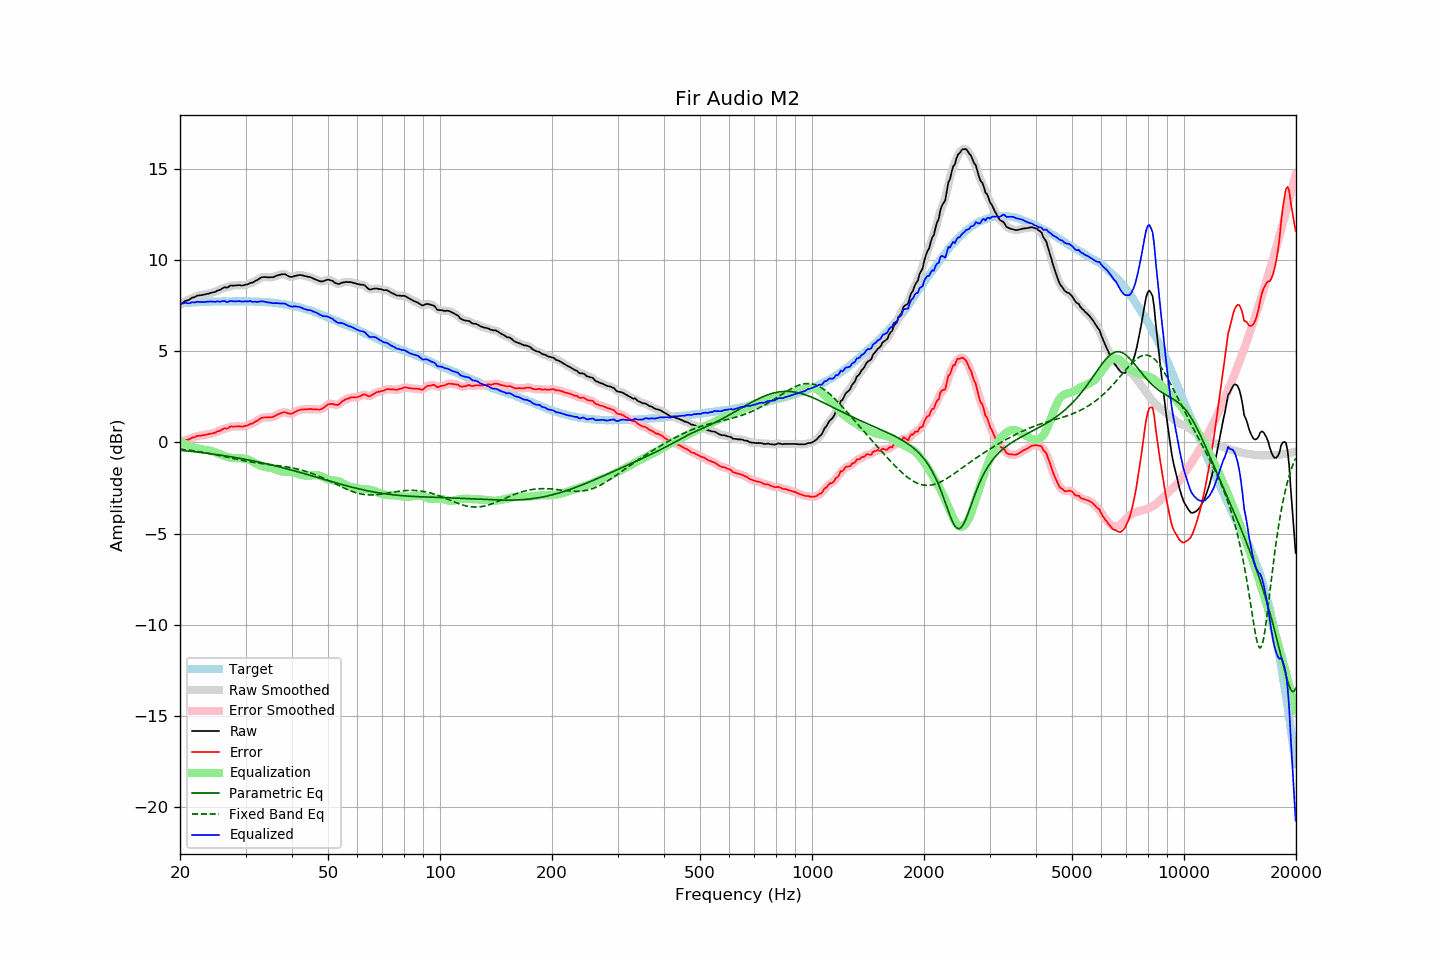 Fir Audio M2
Amplitude (dBr)
15
10
5
0
−5
−10
−15
−20
Target
Raw Smoothed
Error Smoothed
Raw
Error
Equalization
Parametric Eq
Fixed Band Eq
Equalized
20 50 100 200 500 1000 2000 5000 10000 20000
Frequency (Hz)